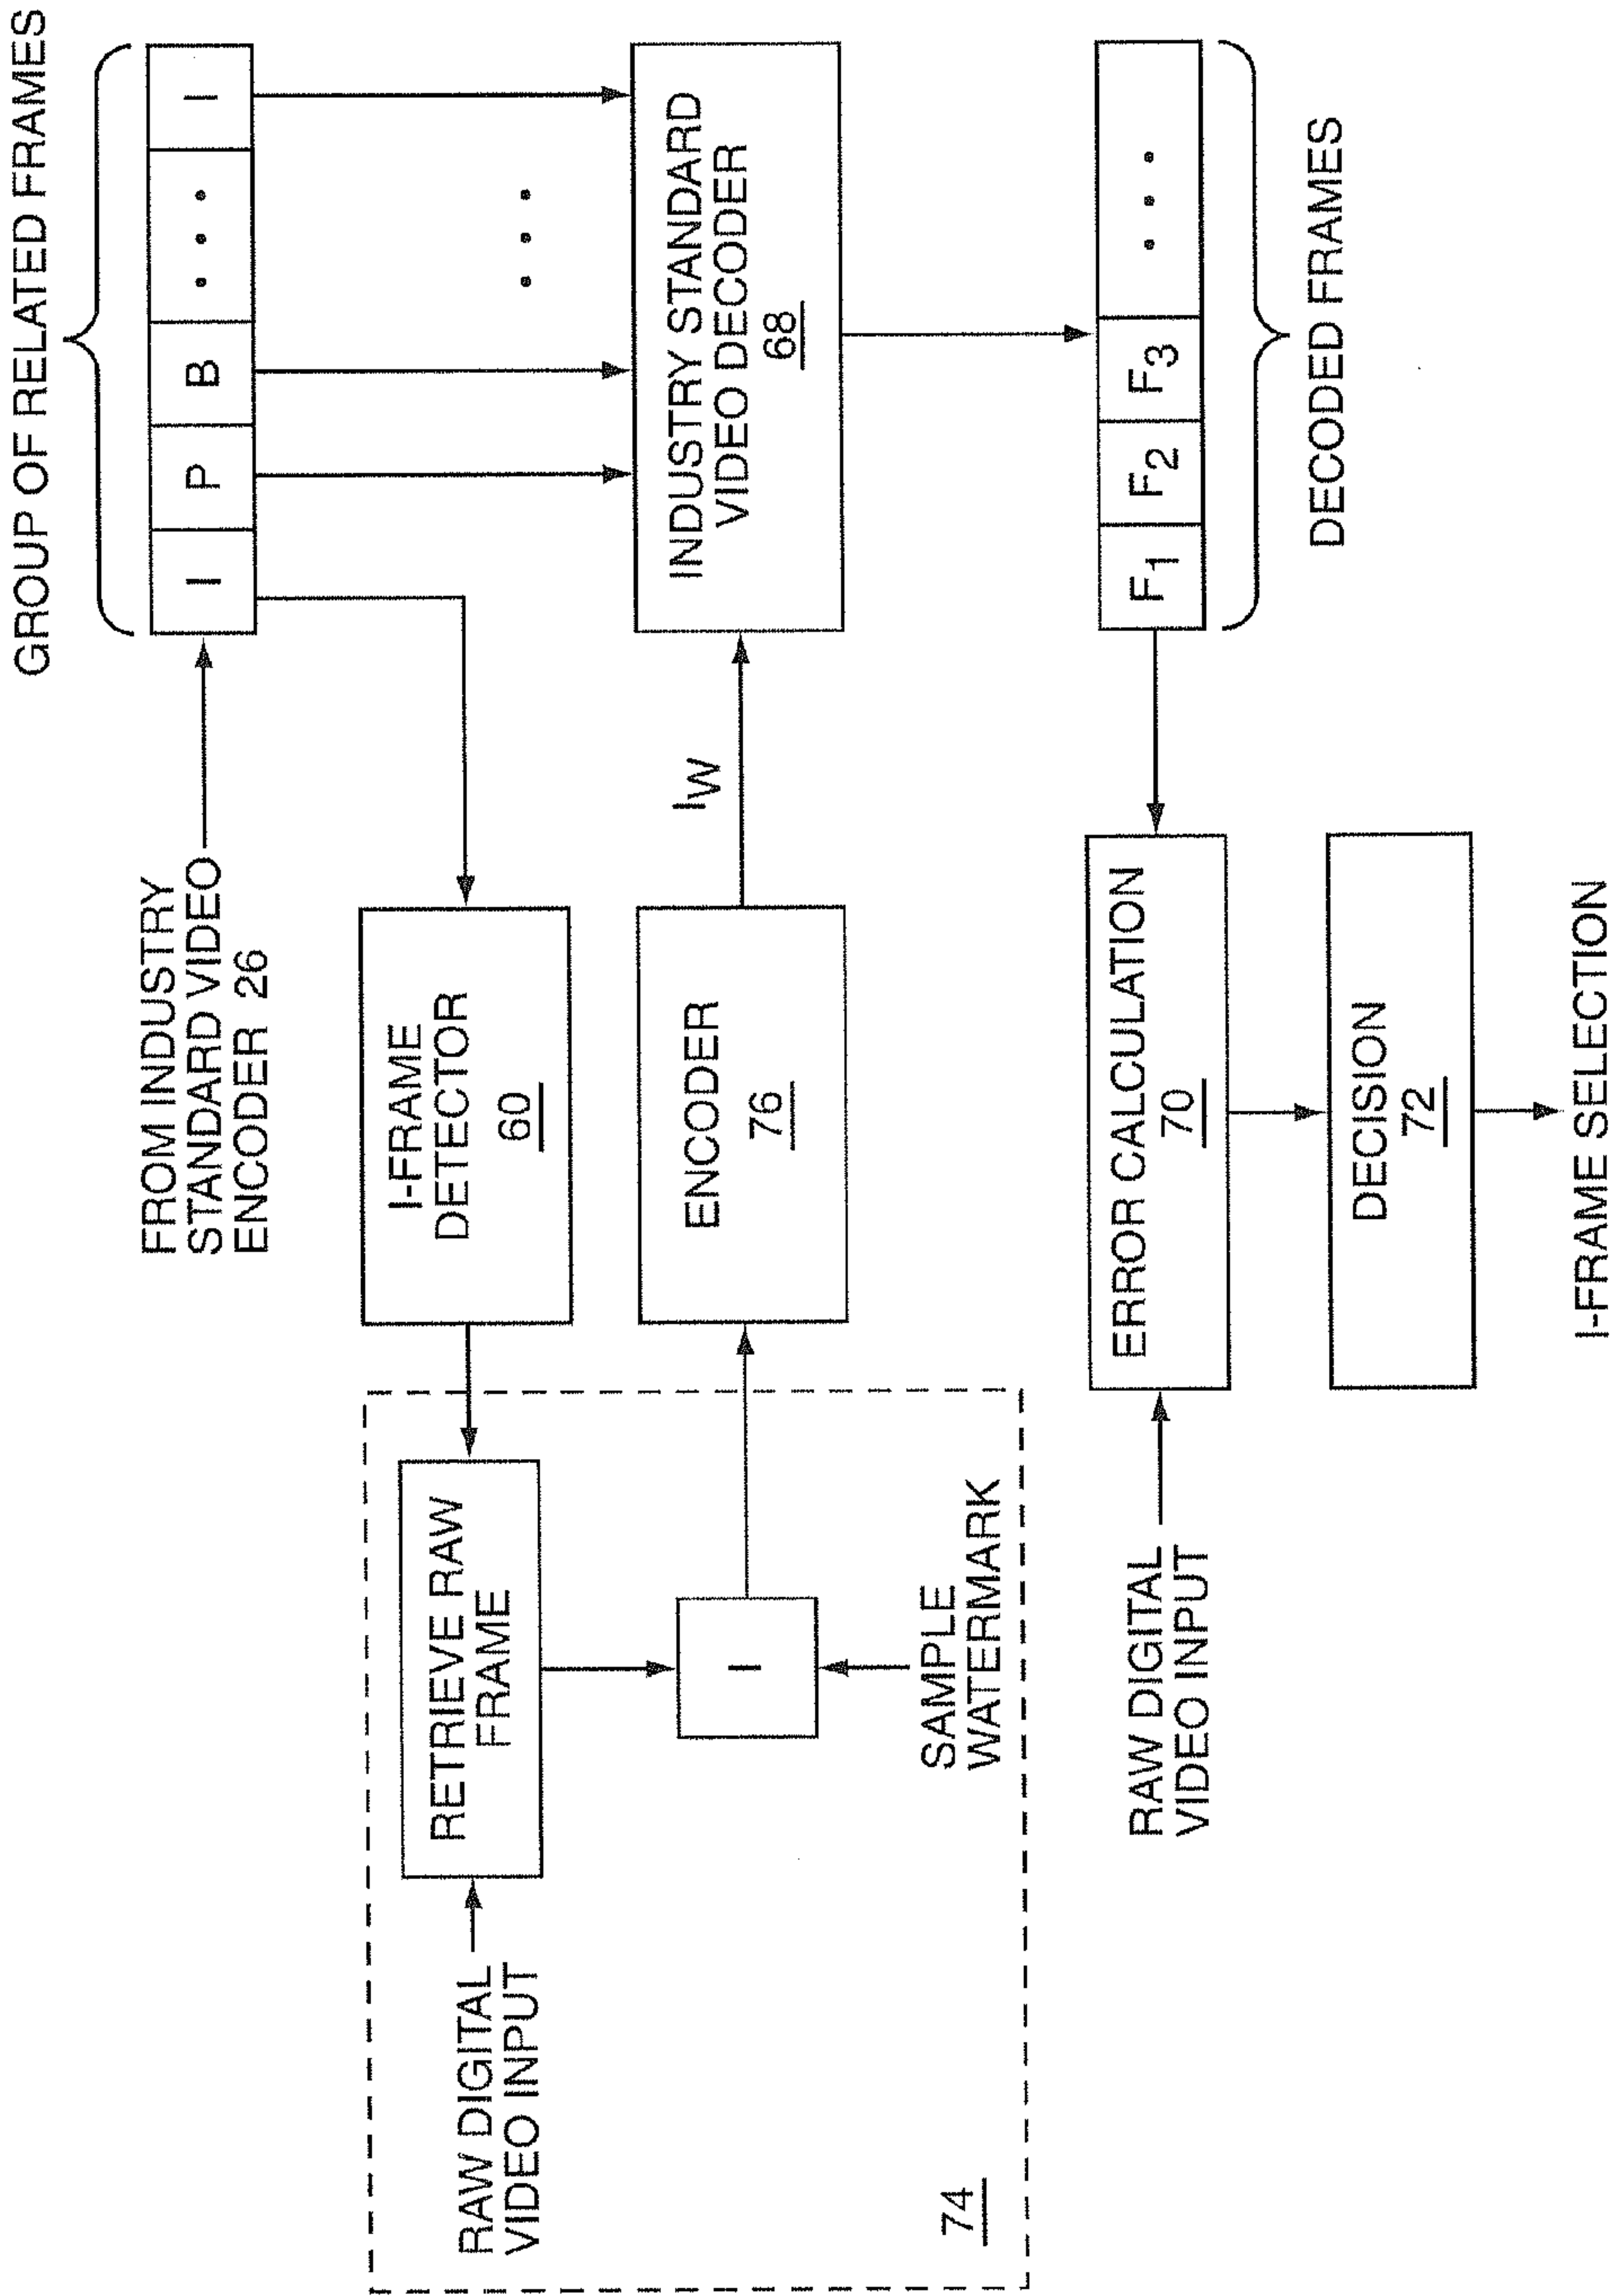 GROUP OF RELATED FRAMES
FROM INDUSTRY
STANDARD VIDEO
ENCODER 26
I P B • • • I
I-FRAME
DETECTOR
60
RETRIEVE RAW
FRAME
RAW DIGITAL
VIDEO INPUT
• • •
ENCODER
76
I
IW
INDUSTRY STANDARD
VIDEO DECODER
68
SAMPLE
WATERMARK
74
RAW DIGITAL
VIDEO INPUT
ERROR CALCULATION
70
F1 F2 F3 • • •
DECODED FRAMES
DECISION
72
I-FRAME SELECTION